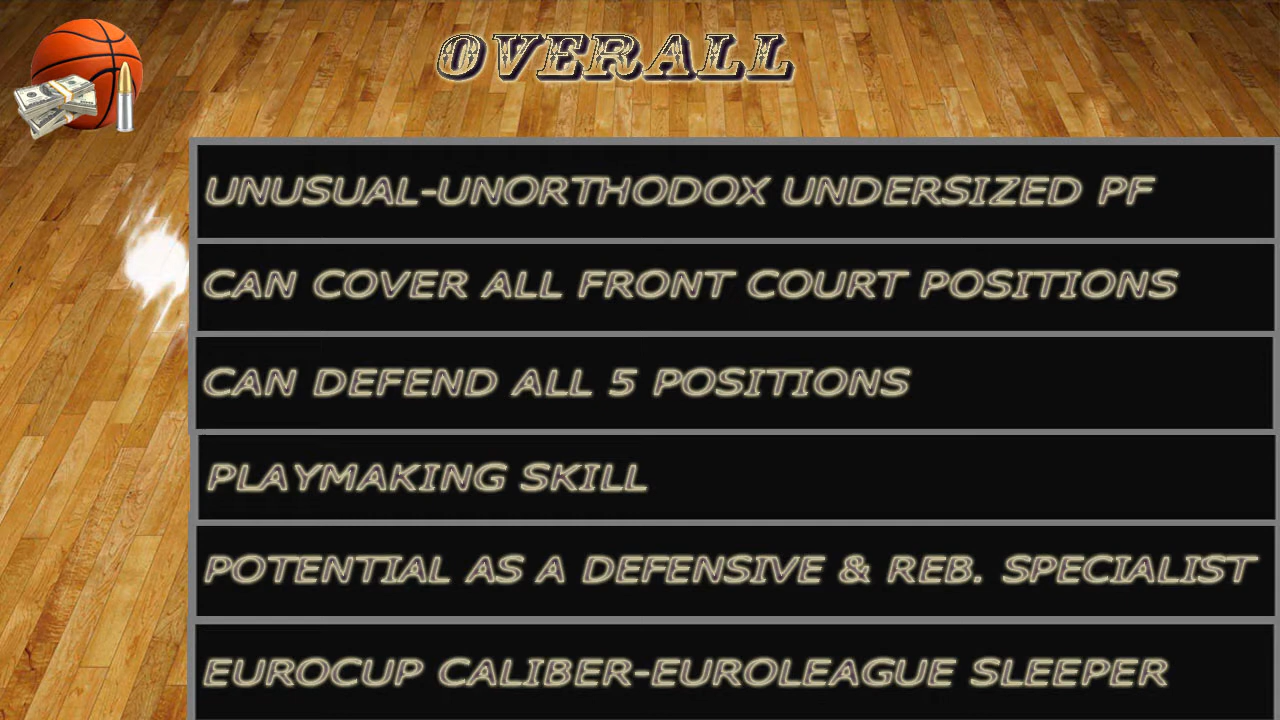 OVERALL
UNUSUAL-UNORTHODOX UNDERSIZED PF
CAN COVER ALL FRONT COURT POSITIONS
CAN DEFEND ALL 5 POSITIONS
PLAYMAKING SKILL
POTENTIAL AS A DEFENSIVE & REB. SPECIALIST
EUROCUP CALIBER-EUROLEAGUE SLEEPER